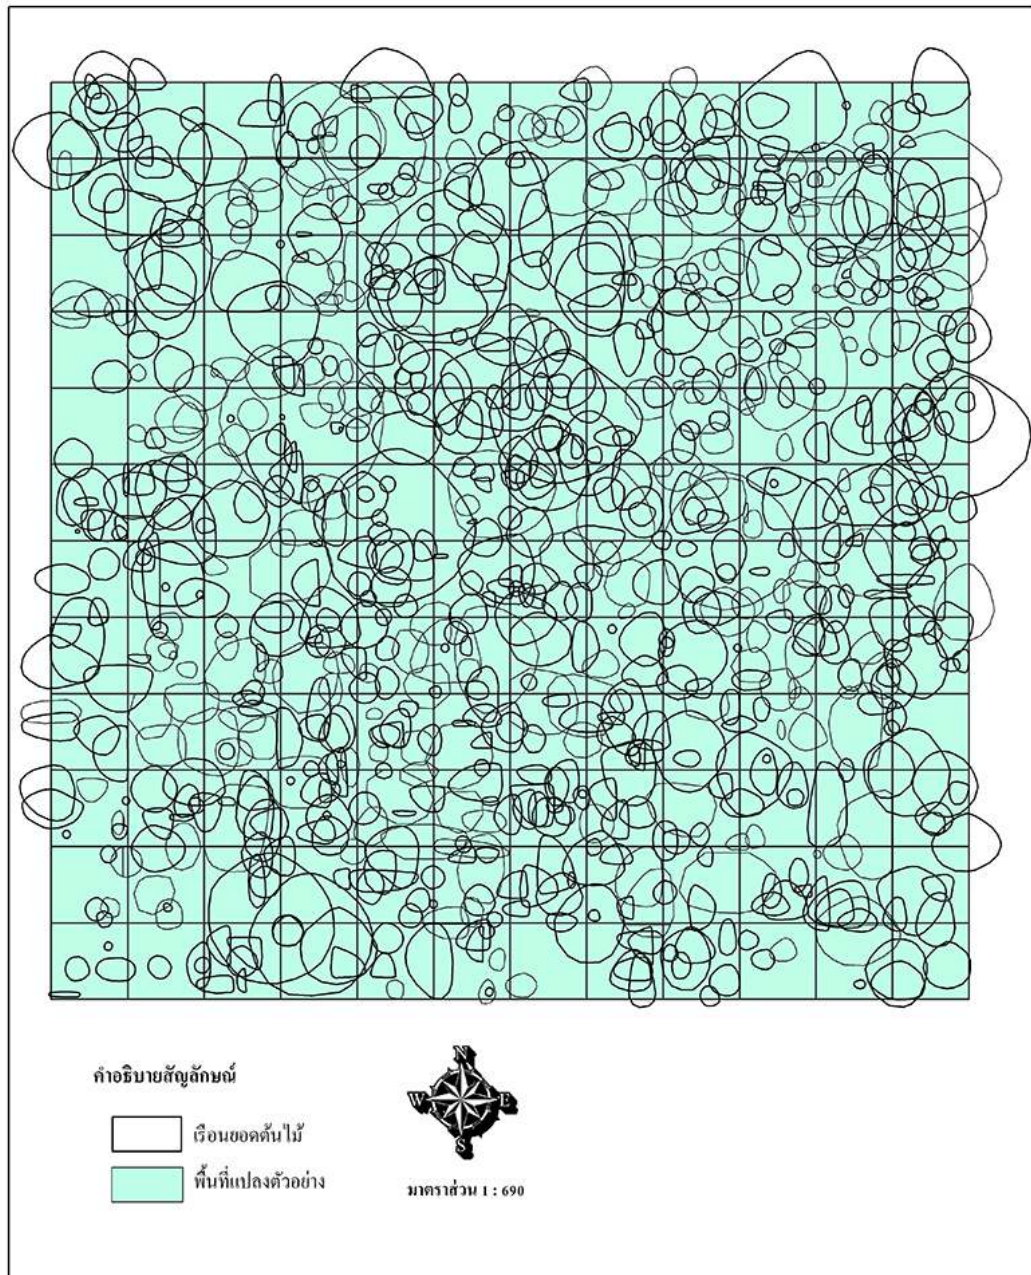 คำอธิบายสัญลักษณ์
เรือนยอดต้นไม้
พื้นที่แปลงตัวอย่าง
N
W E
S
มาตราส่วน 1 : 690